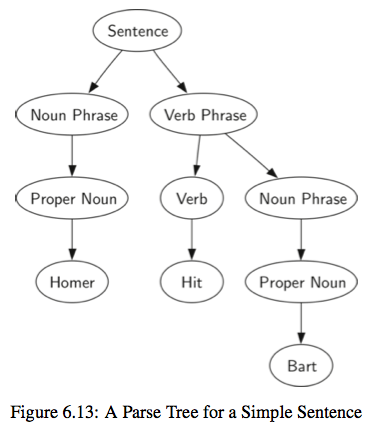 Sentence
Noun Phrase Verb Phrase
Proper Noun Verb Noun Phrase
Homer Hit Proper Noun
Bart
Figure 6.13: A Parse Tree for a Simple Sentence